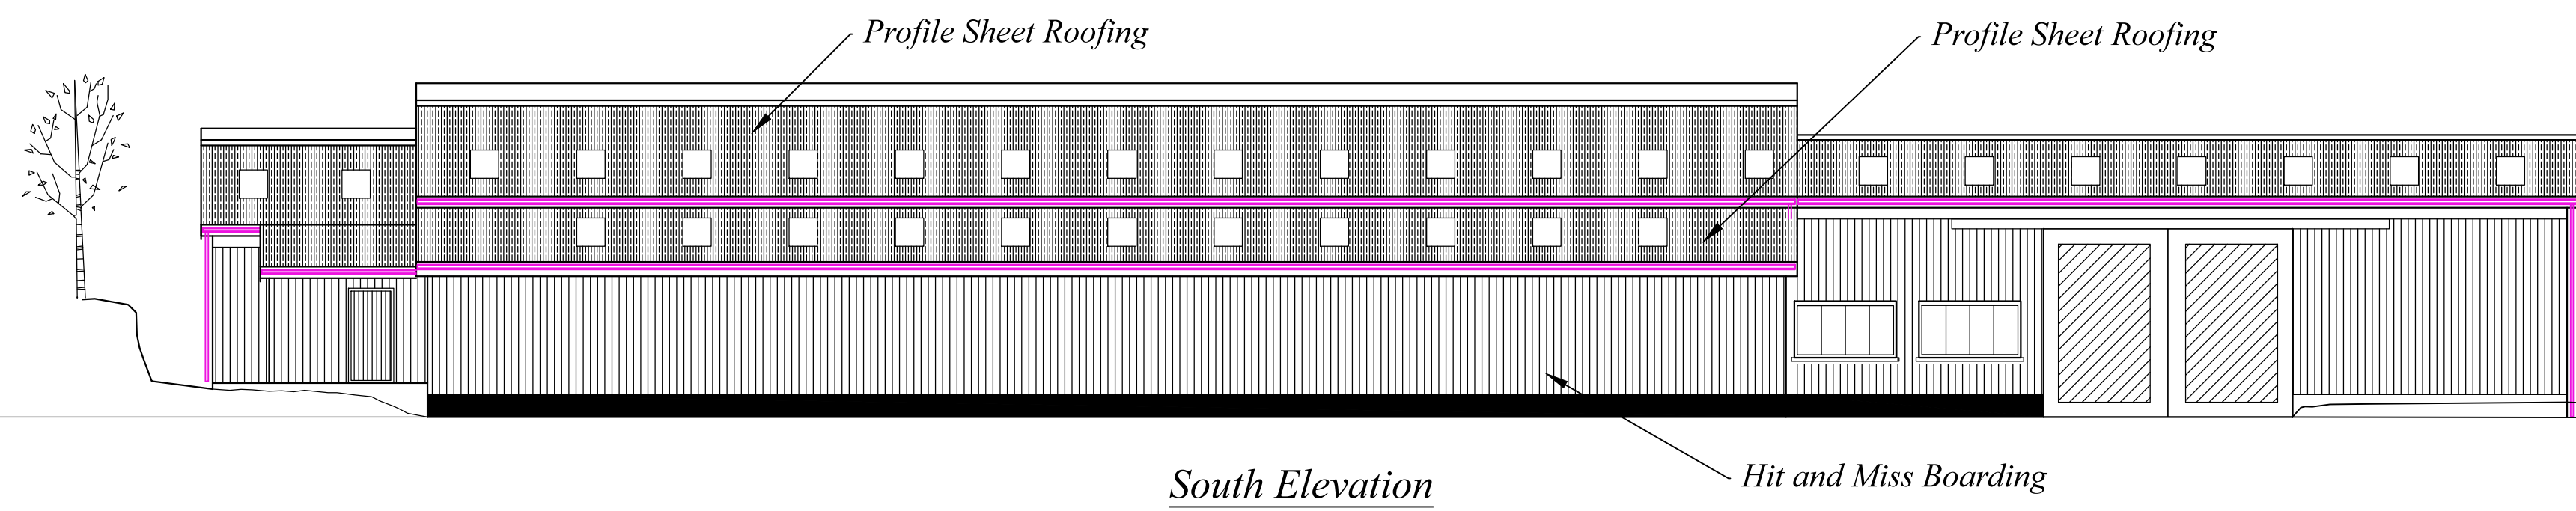 Profile Sheet Roofing
Profile Sheet Roofing
Hit and Miss Boarding
South Elevation